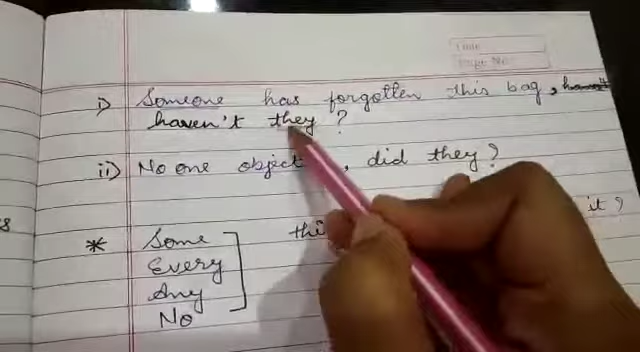 Date
Page No.
i) Someone has forgotten this bag,
haven't they?
ii) No one object , did they?
it?
* Some thi
Every
Any
No